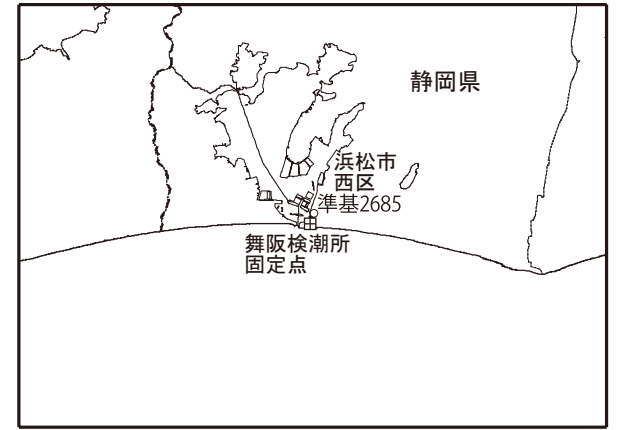 静岡県
浜松市
西区
準基2685
舞阪検潮所
固定点